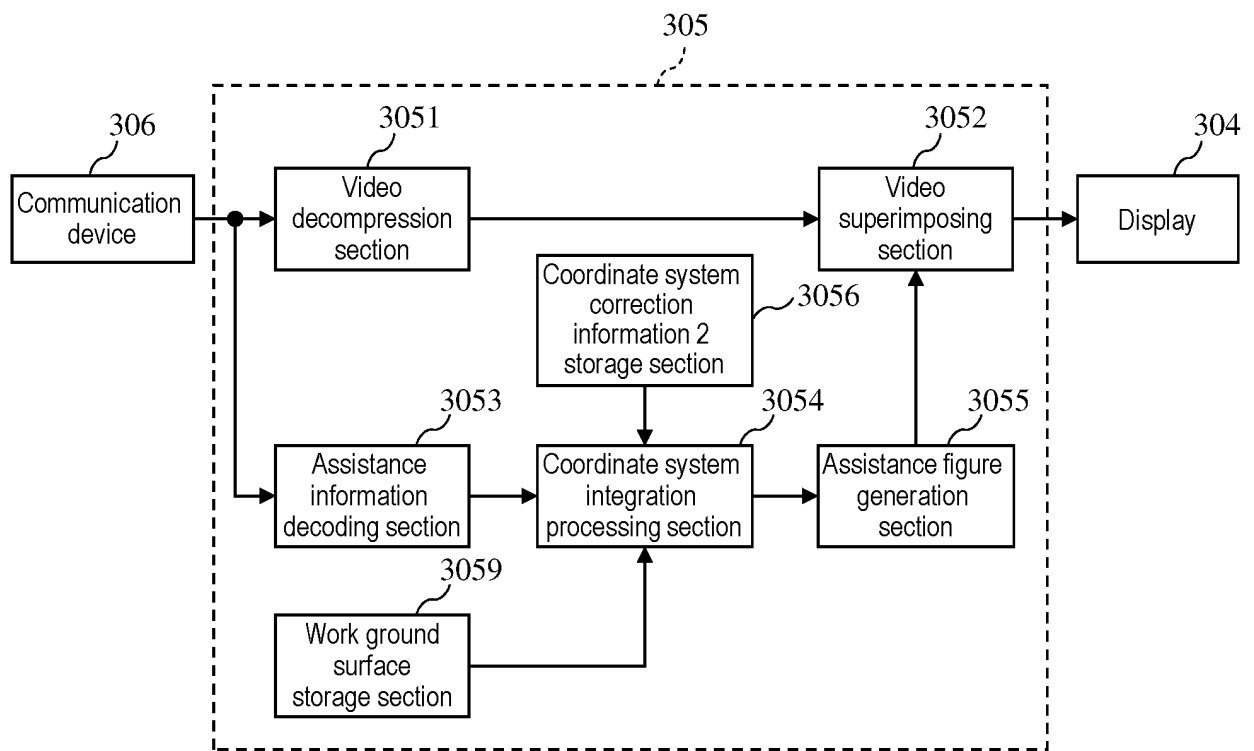 305
306
3051
3052
304
Communication
device
Video
decompression
section
Video
superimposing
section
Display
Coordinate system
correction
information 2
storage section
3056
3053
3054
3055
Assistance
information
decoding section
Coordinate system
integration
processing section
Assistance figure
generation
section
3059
Work ground
surface
storage section